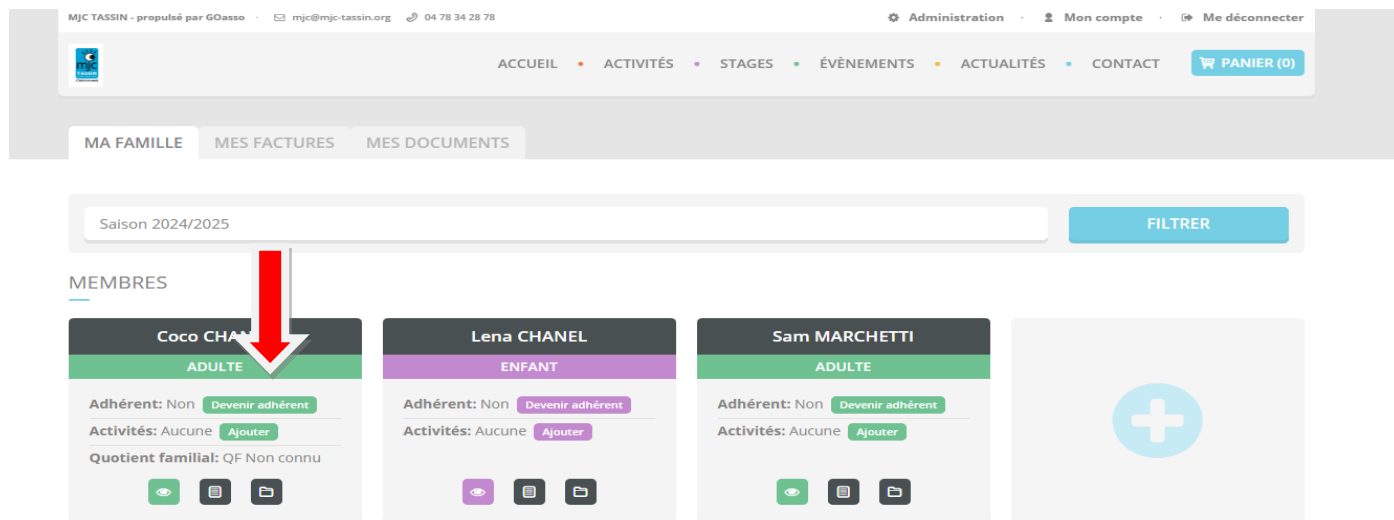 MJC TASSIN - propulsé par GOasso · mjc@mjc-tassin.org 04 78 34 28 78 Administration · Mon compte · Me déconnecter
mjc
TASSIN
ACCUEIL • ACTIVITÉS • STAGES • ÉVÈNEMENTS • ACTUALITÉS • CONTACT PANIER (0)
MA FAMILLE MES FACTURES MES DOCUMENTS
Saison 2024/2025 FILTRER
MEMBRES
Coco Lena CHANEL Sam MARCHETTI
ADULTE ENFANT ADULTE
Adhérent: Non Devenir adhérent Adhérent: Non Devenir adhérent Adhérent: Non Devenir adhérent
Activités: Aucune Ajouter Activités: Aucune Ajouter Activités: Aucune Ajouter
Quotient familial: QF Non connu